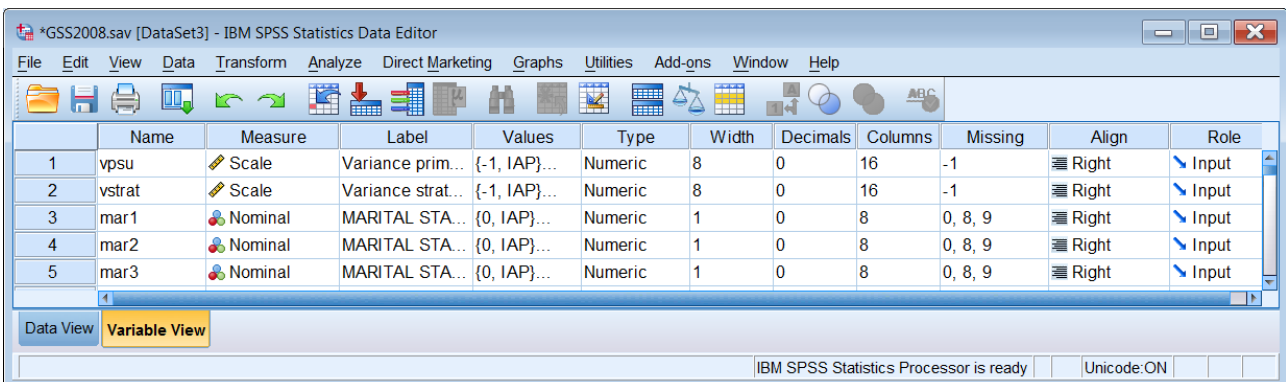 *GSS2008.sav [DataSet3] - IBM SPSS Statistics Data Editor
File Edit View Data Transform Analyze Direct Marketing Graphs Utilities Add-ons Window Help
A 1 4 ABC
Name Measure Label Values Type Width Decimals Columns Missing Align Role
1 vpsu Scale Variance prim... {-1, IAP}... Numeric 8 0 16 -1 Right Input
2 vstrat Scale Variance strat... {-1, IAP}... Numeric 8 0 16 -1 Right Input
3 mar1 Nominal MARITAL STA... {0, IAP}... Numeric 1 0 8 0, 8, 9 Right Input
4 mar2 Nominal MARITAL STA... {0, IAP}... Numeric 1 0 8 0, 8, 9 Right Input
5 mar3 Nominal MARITAL STA... {0, IAP}... Numeric 1 0 8 0, 8, 9 Right Input
Data View Variable View
IBM SPSS Statistics Processor is ready Unicode:ON